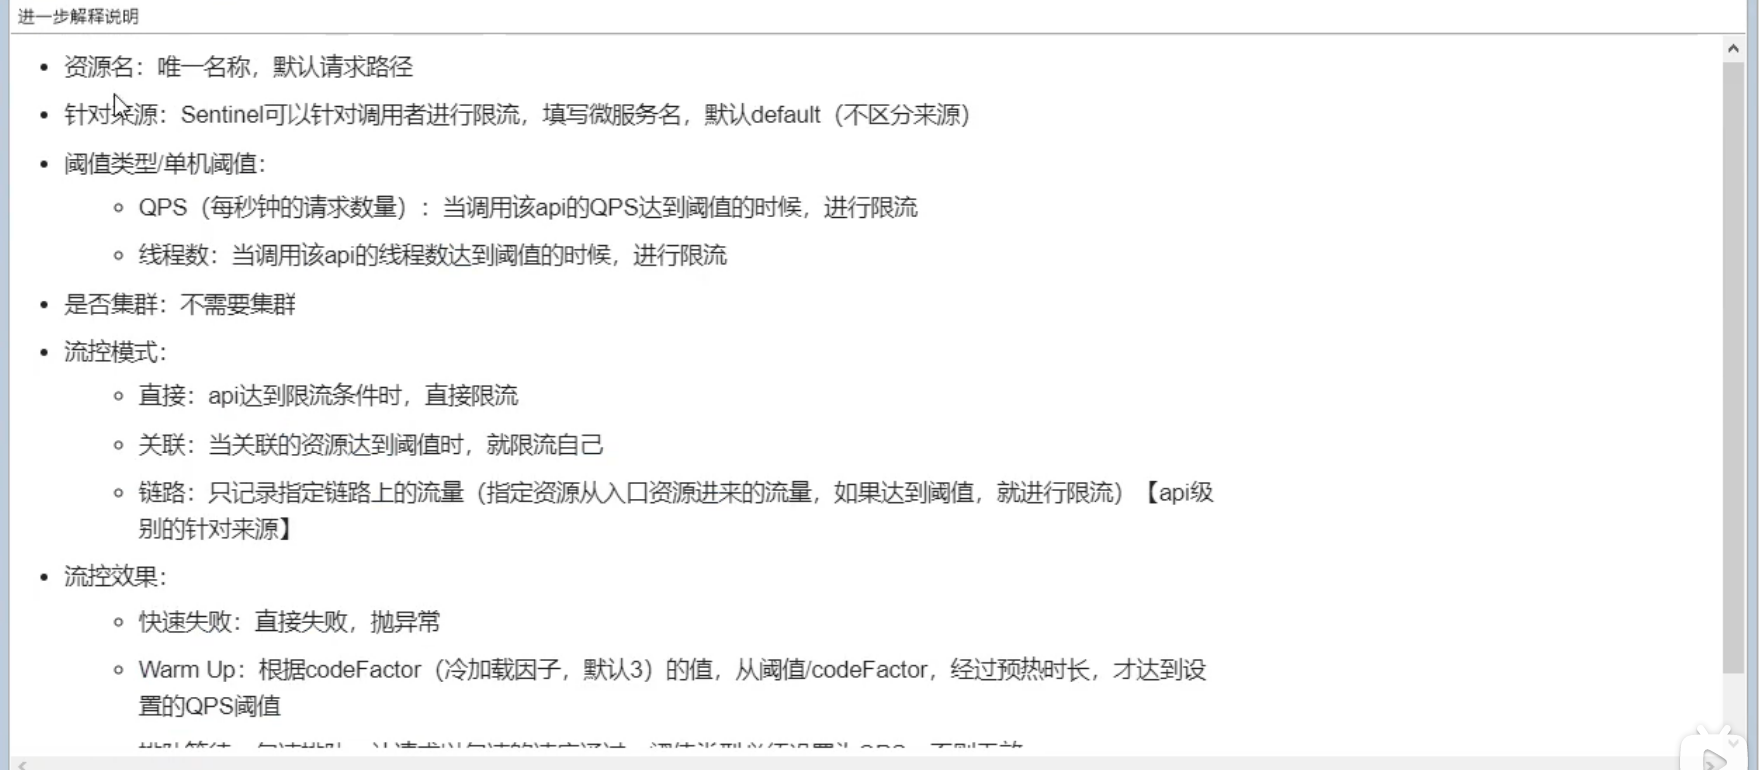 进一步解释说明
• 资源名：唯一名称，默认请求路径
• 针对来源：Sentinel可以针对调用者进行限流，填写微服务名，默认default（不区分来源）
• 阈值类型/单机阈值：
◦ QPS（每秒钟的请求数量）：当调用该api的QPS达到阈值的时候，进行限流
◦ 线程数：当调用该api的线程数达到阈值的时候，进行限流
• 是否集群：不需要集群
• 流控模式：
◦ 直接：api达到限流条件时，直接限流
◦ 关联：当关联的资源达到阈值时，就限流自己
◦ 链路：只记录指定链路上的流量（指定资源从入口资源进来的流量，如果达到阈值，就进行限流）【api级
别的针对来源】
• 流控效果：
◦ 快速失败：直接失败，抛异常
◦ Warm Up：根据codeFactor（冷加载因子，默认3）的值，从阈值/codeFactor，经过预热时长，才达到设
置的QPS阈值